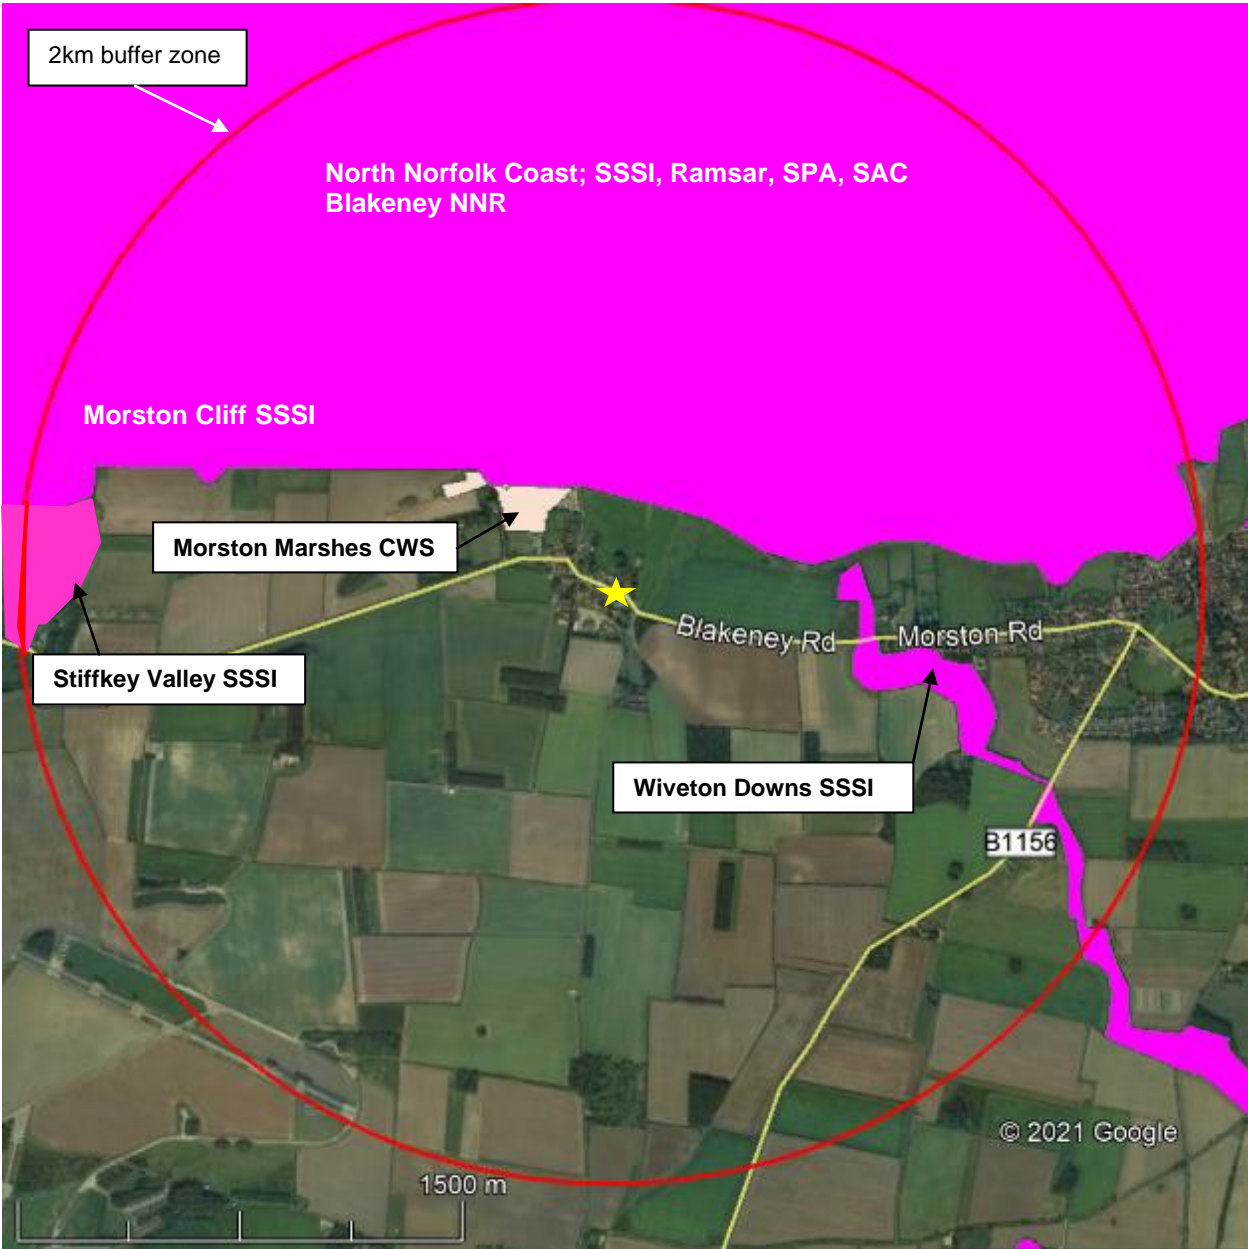 2km buffer zone
North Norfolk Coast; SSSI, Ramsar, SPA, SAC
Blakeney NNR
Morston Cliff SSSI
Morston Marshes CWS
Blakeney Rd
Morston Rd
Stiffkey Valley SSSI
Wiveton Downs SSSI
B1156
© 2021 Google
1500 m